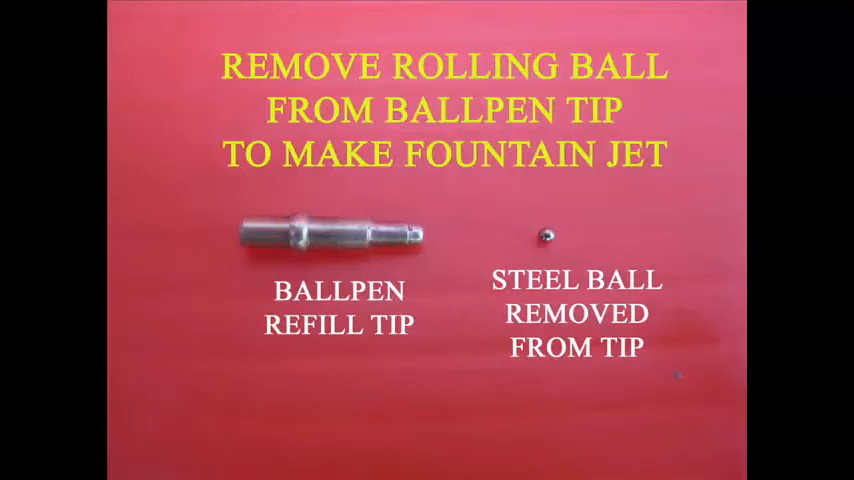 REMOVE ROLLING BALL
FROM BALLPEN TIP
TO MAKE FOUNTAIN JET
BALLPEN
REFILL TIP
STEEL BALL
REMOVED
FROM TIP